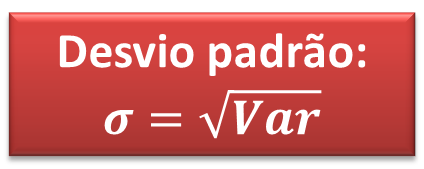 Desvio padrão:
σ = √Var